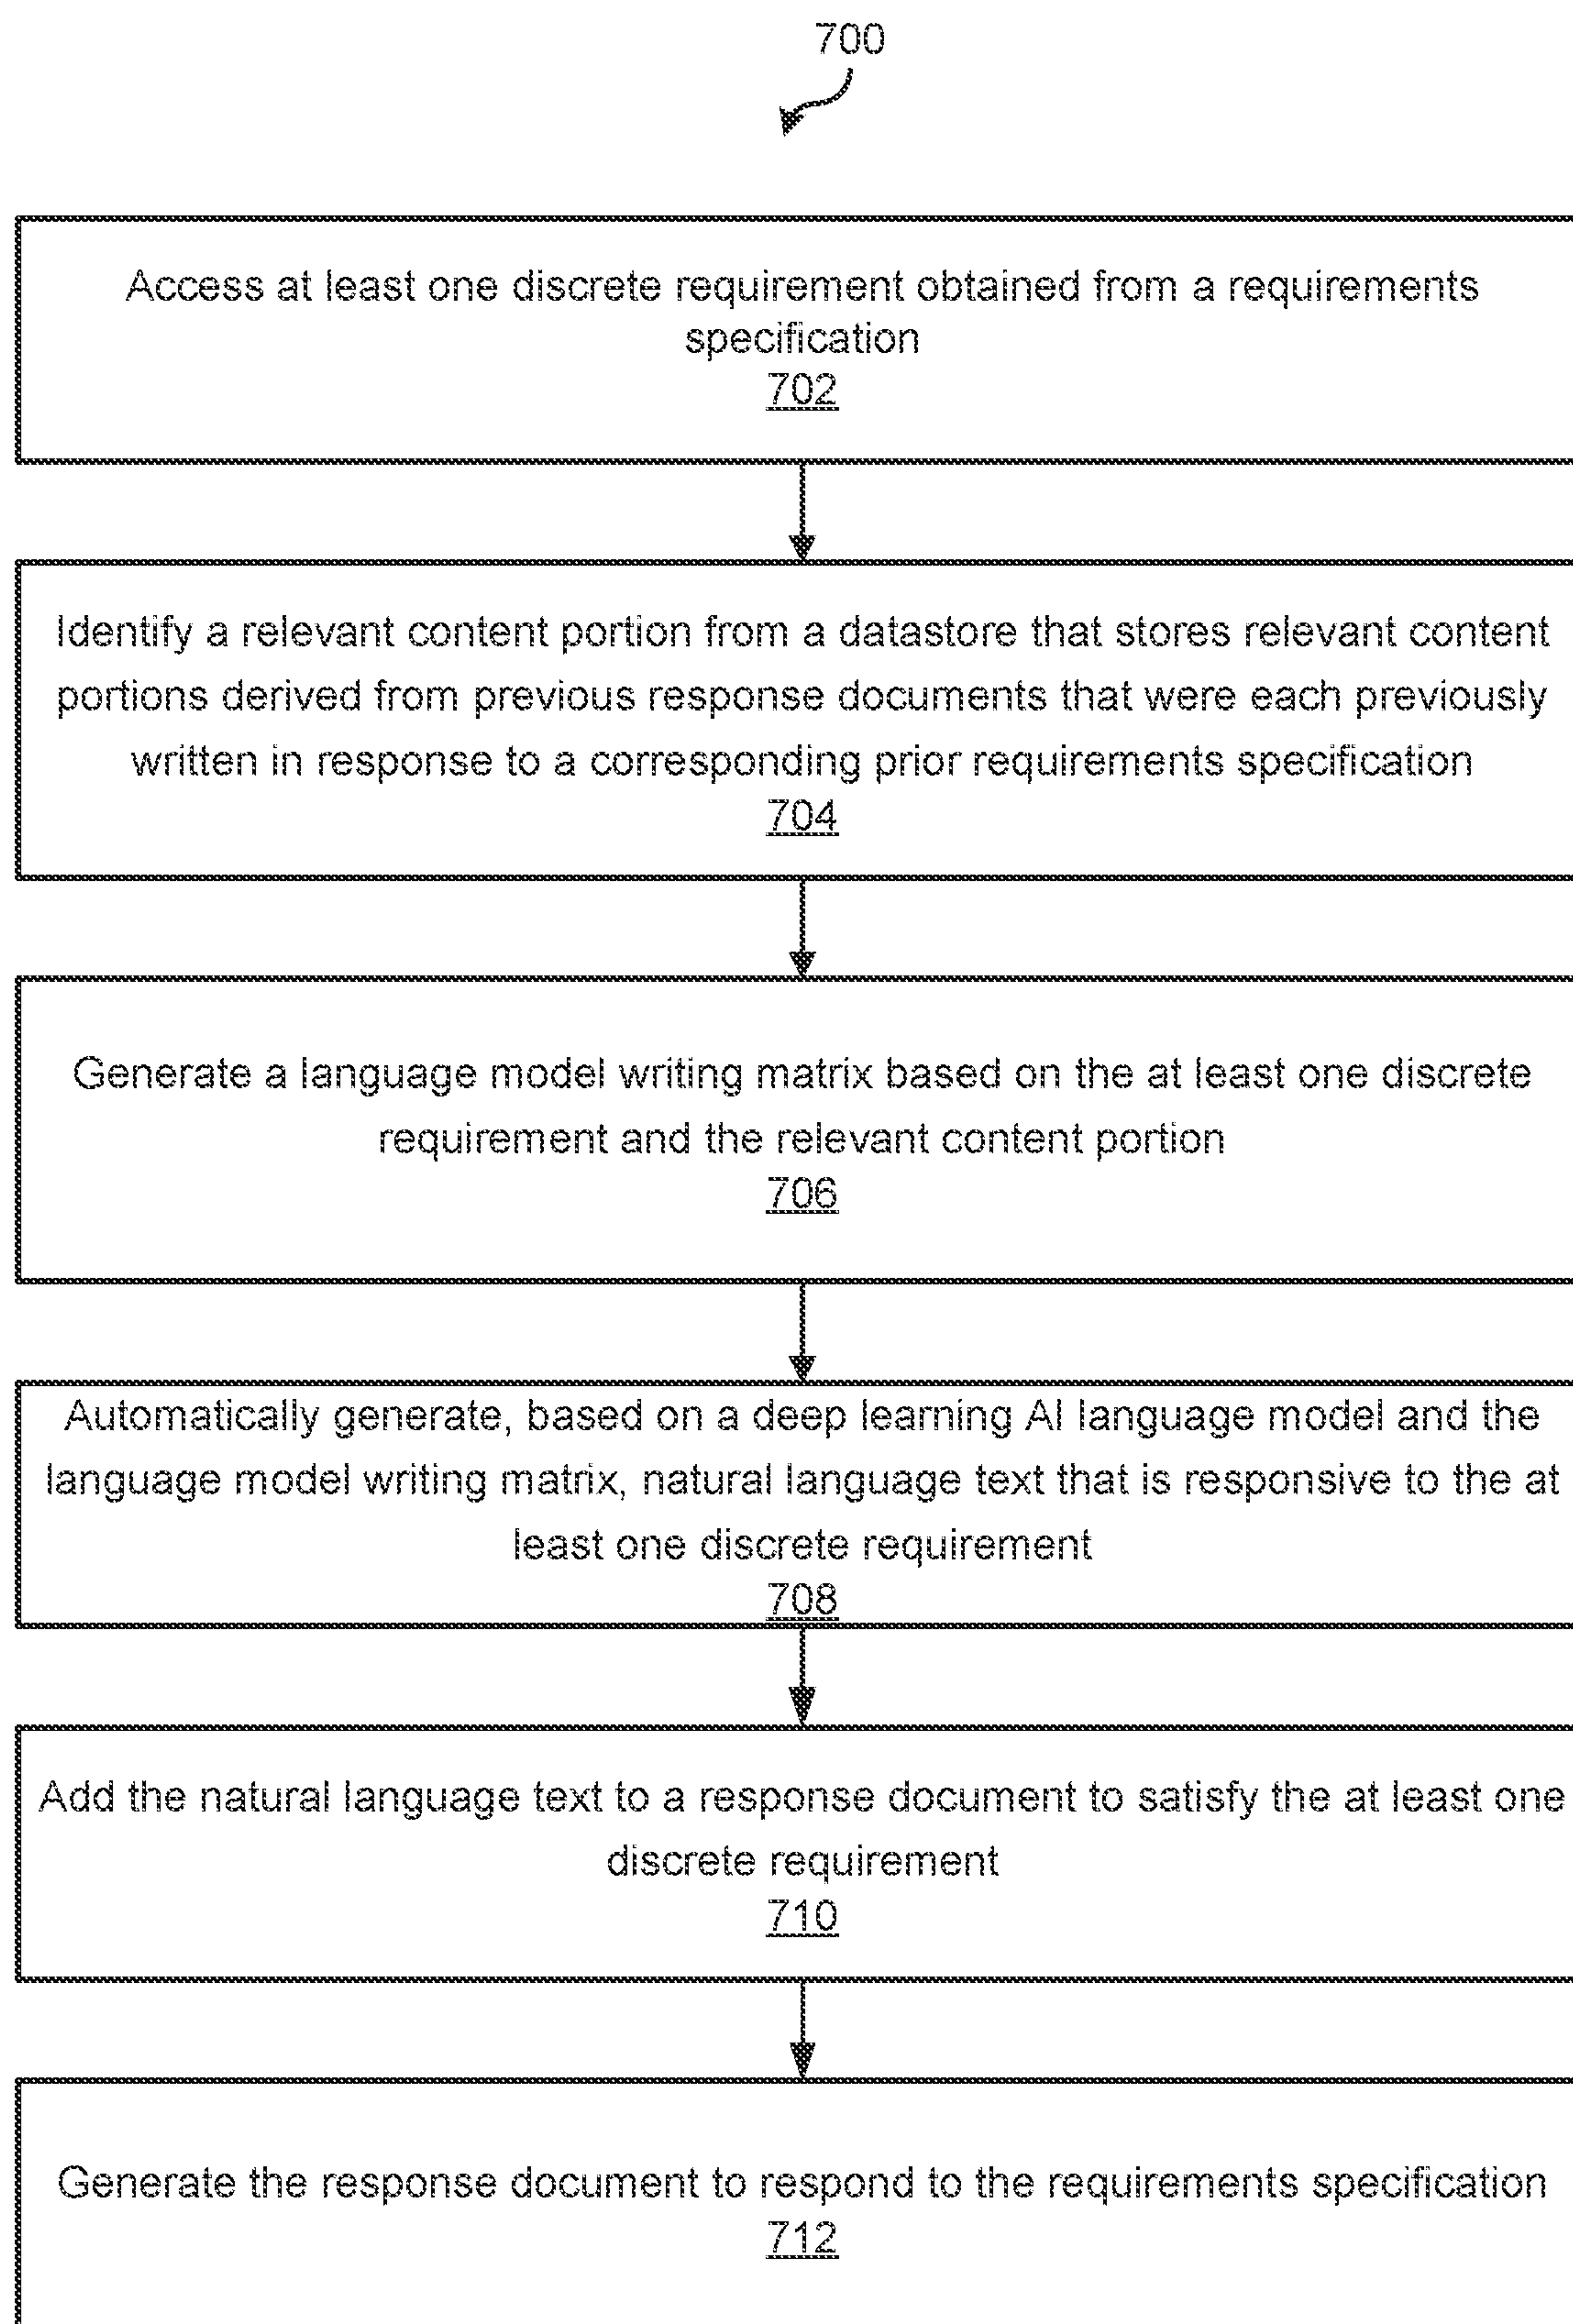 700
Access at least one discrete requirement obtained from a requirements
specification
702
Identify a relevant content portion from a datastore that stores relevant content
portions derived from previous response documents that were each previously
written in response to a corresponding prior requirements specification
704
Generate a language model writing matrix based on the at least one discrete
requirement and the relevant content portion
706
Automatically generate, based on a deep learning AI language model and the
language model writing matrix, natural language text that is responsive to the at
least one discrete requirement
708
Add the natural language text to a response document to satisfy the at least one
discrete requirement
710
Generate the response document to respond to the requirements specification
712